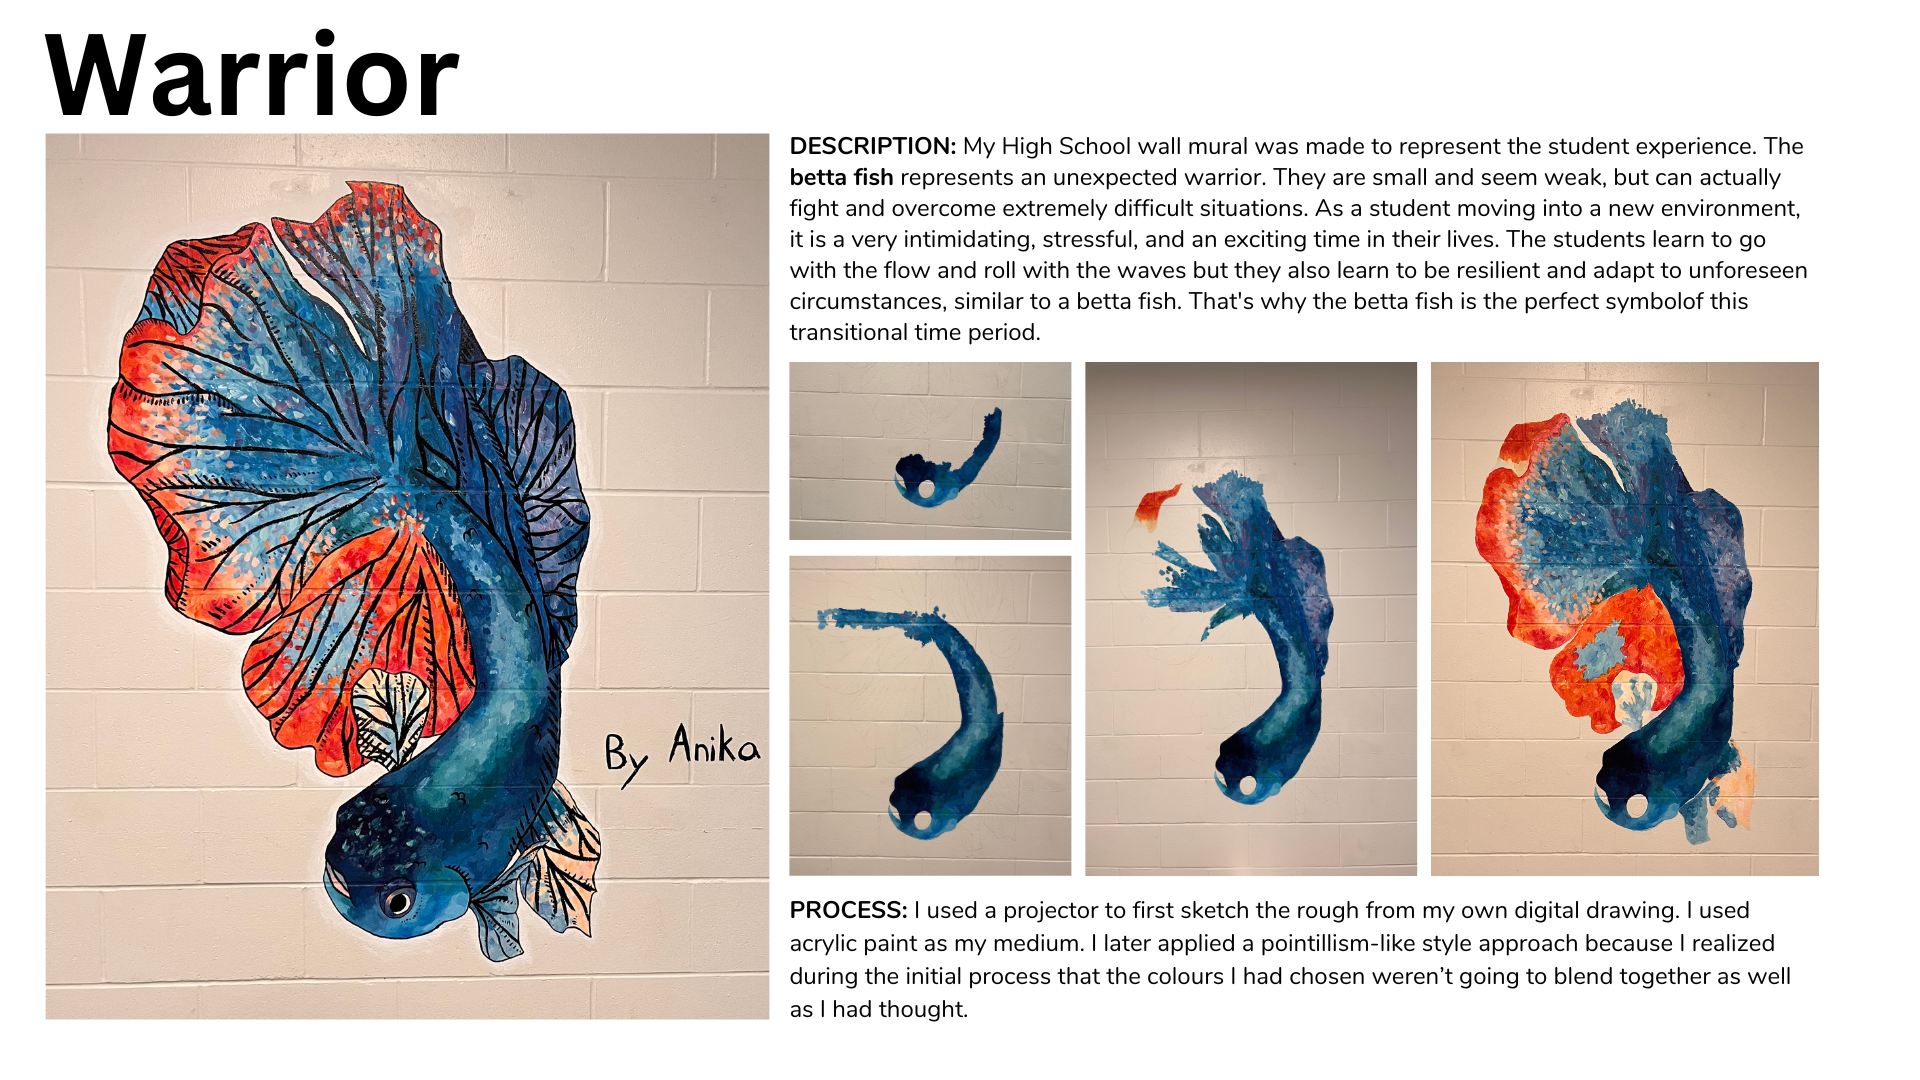 Warrior
DESCRIPTION: My High School wall mural was made to represent the student experience. The
betta fish represents an unexpected warrior. They are small and seem weak, but can actually
fight and overcome extremely difficult situations. As a student moving into a new environment,
it is a very intimidating, stressful, and an exciting time in their lives. The students learn to go
with the flow and roll with the waves but they also learn to be resilient and adapt to unforeseen
circumstances, similar to a betta fish. That's why the betta fish is the perfect symbolof this
transitional time period.
By Anika
PROCESS: I used a projector to first sketch the rough from my own digital drawing. I used
acrylic paint as my medium. I later applied a pointillism-like style approach because I realized
during the initial process that the colours I had chosen weren’t going to blend together as well
as I had thought.